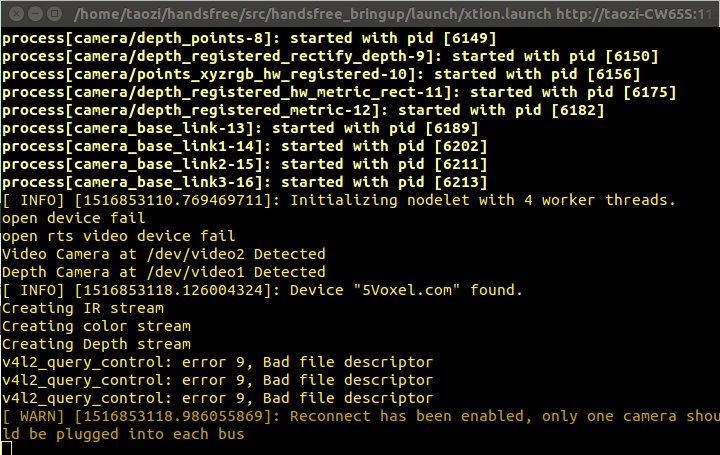 /home/taozi/handsfree/src/handsfree_bringup/launch/xtion.launch http://taozi-CW65S:11
process[camera/depth_points-8]: started with pid [6149]
process[camera/depth_registered_rectify_depth-9]: started with pid [6150]
process[camera/points_xyzrgb_hw_registered-10]: started with pid [6156]
process[camera/depth_registered_hw_metric_rect-11]: started with pid [6175]
process[camera/depth_registered_metric-12]: started with pid [6182]
process[camera_base_link-13]: started with pid [6189]
process[camera_base_link1-14]: started with pid [6202]
process[camera_base_link2-15]: started with pid [6211]
process[camera_base_link3-16]: started with pid [6213]
[ INFO] [1516853110.769469711]: Initializing nodelet with 4 worker threads.
open device fail
open rts video device fail
Video Camera at /dev/video2 Detected
Depth Camera at /dev/video1 Detected
[ INFO] [1516853118.126004324]: Device "5Voxel.com" found.
Creating IR stream
Creating color stream
Creating Depth stream
v4l2_query_control: error 9, Bad file descriptor
v4l2_query_control: error 9, Bad file descriptor
v4l2_query_control: error 9, Bad file descriptor
[ WARN] [1516853118.986055869]: Reconnect has been enabled, only one camera shou
ld be plugged into each bus